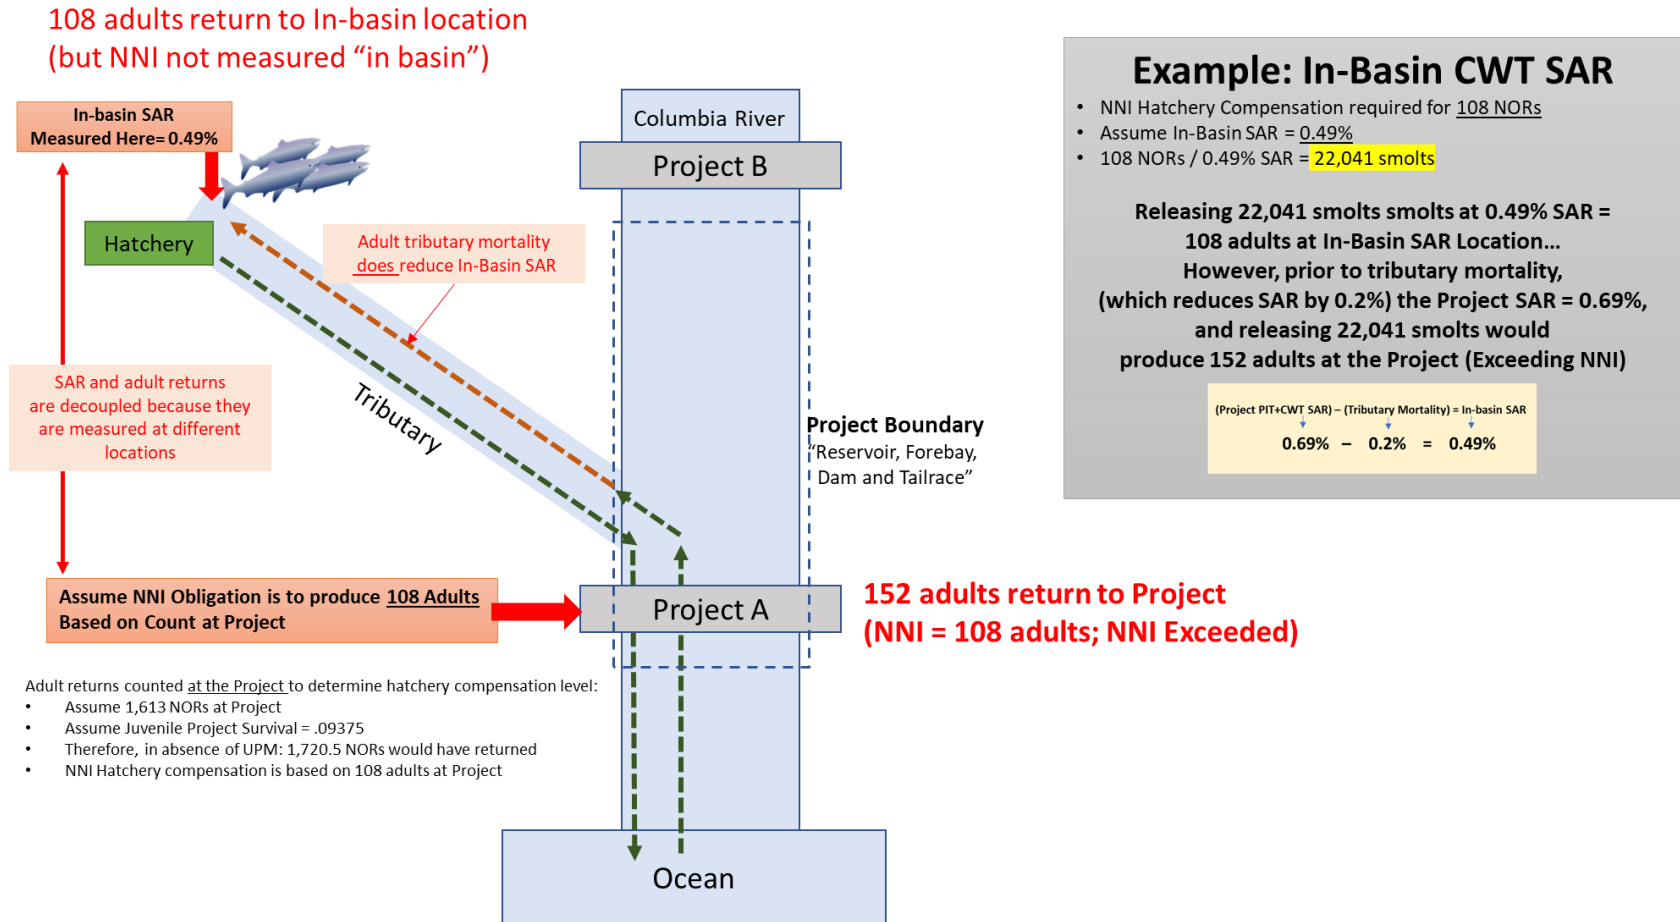 108 adults return to In-basin location
(but NNI not measured “in basin”)
In-basin SAR
Measured Here= 0.49%
Hatchery
Adult tributary mortality
does reduce In-Basin SAR
SAR and adult returns
are decoupled because they
are measured at different
locations
Tributary
Columbia River
Project B
Project Boundary
“Reservoir, Forebay,
Dam and Tailrace”
Assume NNI Obligation is to produce 108 Adults
Based on Count at Project
Project A
152 adults return to Project
(NNI = 108 adults; NNI Exceeded)
Adult returns counted at the Project to determine hatchery compensation level:
• Assume 1,613 NORs at Project
• Assume Juvenile Project Survival = .09375
• Therefore, in absence of UPM: 1,720.5 NORs would have returned
• NNI Hatchery compensation is based on 108 adults at Project
Ocean
Example: In-Basin CWT SAR
• NNI Hatchery Compensation required for 108 NORs
• Assume In-Basin SAR = 0.49%
• 108 NORs / 0.49% SAR = 22,041 smolts
Releasing 22,041 smolts smolts at 0.49% SAR =
108 adults at In-Basin SAR Location...
However, prior to tributary mortality,
(which reduces SAR by 0.2%) the Project SAR = 0.69%,
and releasing 22,041 smolts would
produce 152 adults at the Project (Exceeding NNI)
(Project PIT+CWT SAR) – (Tributary Mortality) = In-basin SAR
0.69% – 0.2% = 0.49%